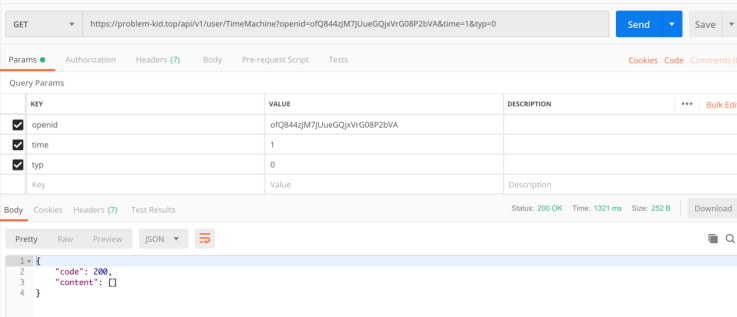 GET https://problem-kid.top/api/v1/user/TimeMachine?openid=ofQ844zJM7JUueGQjxVrG08P2bVA&time=1&typ=0 Send Save
Params Authorization Headers (7) Body Pre-request Script Tests Cookies Code Comments (
Query Params
KEY VALUE DESCRIPTION ••• Bulk Edi
openid ofQ844zJM7JUueGQjxVrG08P2bVA
time 1
typ 0
Key Value Description
Body Cookies Headers (7) Test Results Status: 200 OK Time: 1321 ms Size: 252 B Download
Pretty Raw Preview JSON
1 {
2 "code": 200,
3 "content": []
4 }